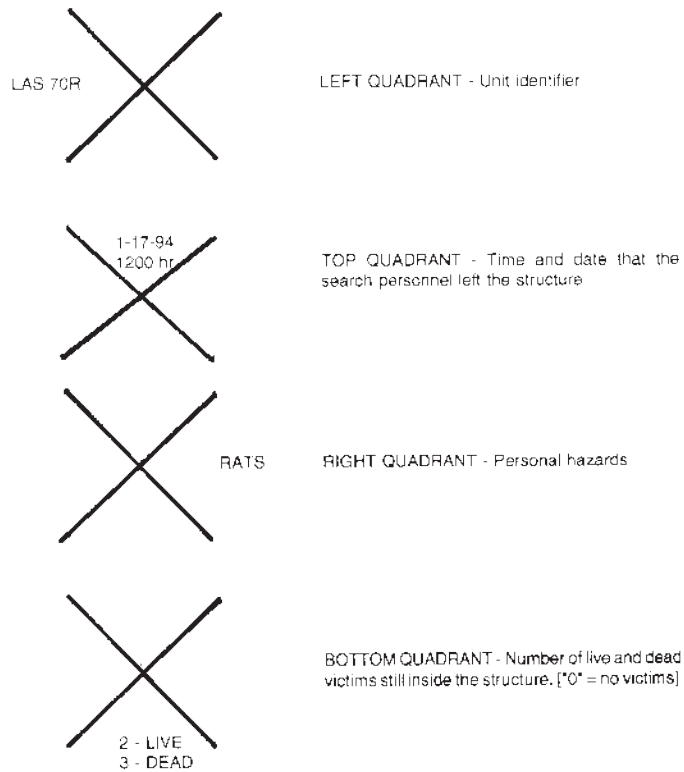 LAS 70R
LEFT QUADRANT - Unit identifier
1-17-94
1200 hr
TOP QUADRANT - Time and date that the
search personnel left the structure
RATS
RIGHT QUADRANT - Personal hazards
BOTTOM QUADRANT - Number of live and dead
victims still inside the structure. ["0" = no victims]
2 - LIVE
3 - DEAD